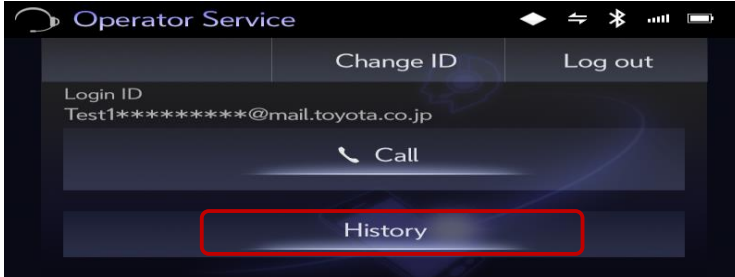 Operator Service
Change ID
Log out
Login ID
Test1*********@mail.toyota.co.jp
Call
History